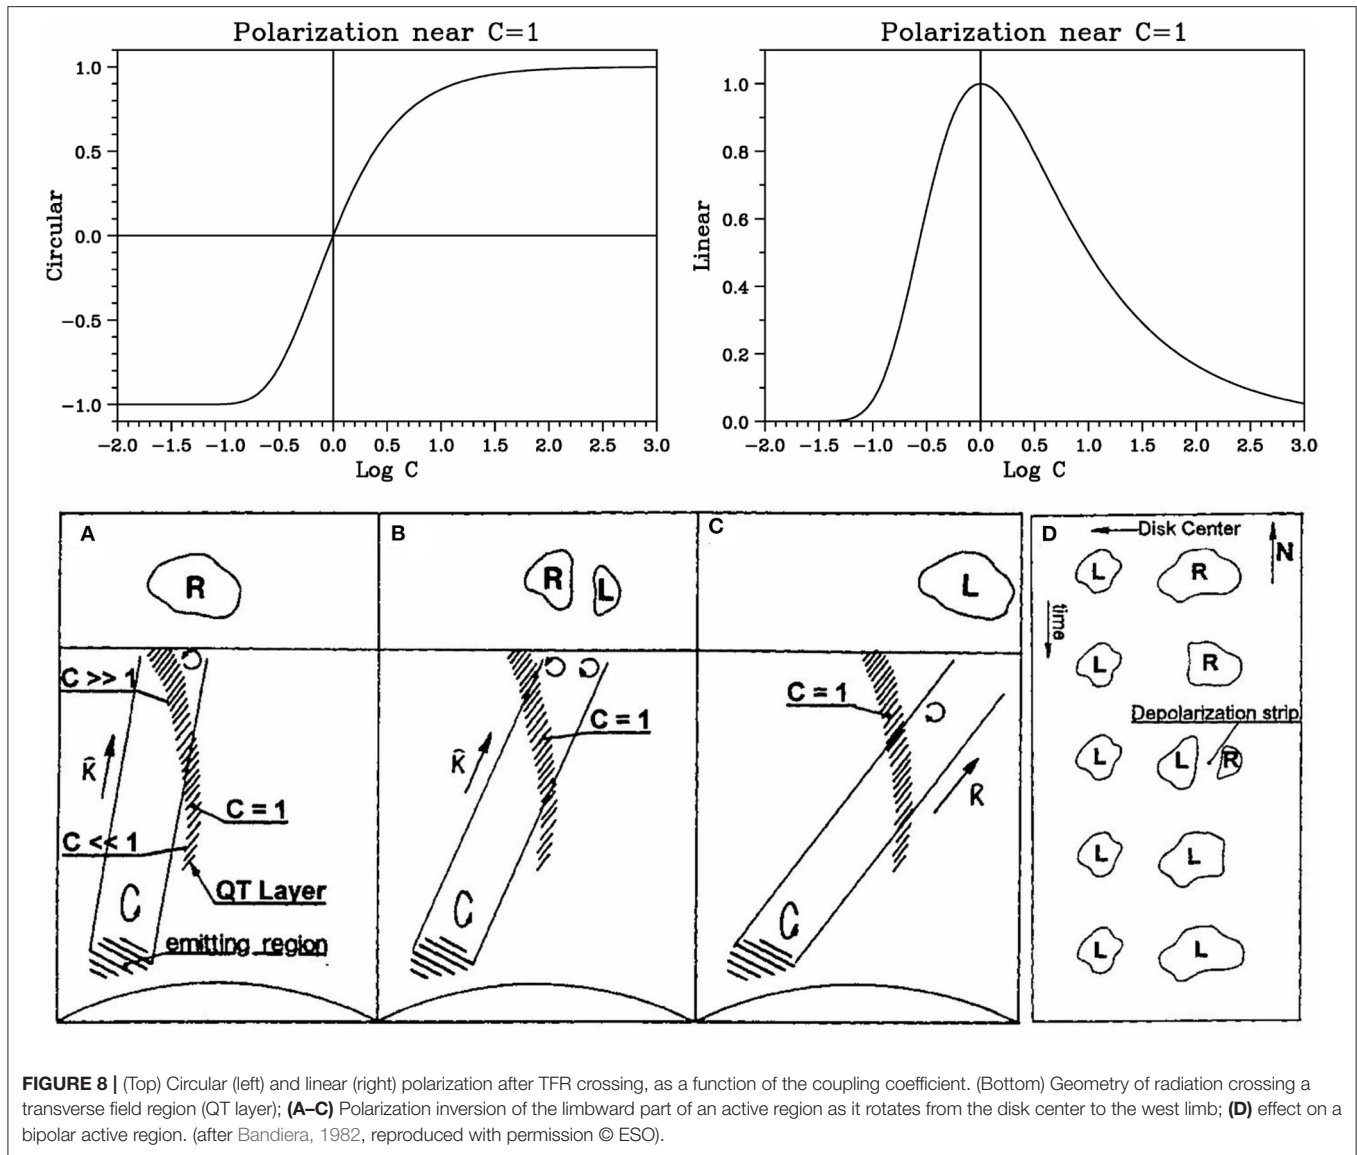 Polarization near C=1
Circular
1.0
0.5
0.0
−0.5
−1.0
-2.0 −1.5 −1.0 −0.5 0.0 0.5 1.0 1.5 2.0 2.5 3.0
Log C
Polarization near C=1
Linear
1.0
0.8
0.6
0.4
0.2
0.0
-2.0 −1.5 −1.0 −0.5 0.0 0.5 1.0 1.5 2.0 2.5 3.0
Log C
A
R
C >> 1
K̂
C = 1
C << 1
QT Layer
emitting region
B
R L
C = 1
K̂
C
L
C = 1
K
D
Disk Center
N
L R
time
L R
Depolarization strip
L L R
L L
L L
FIGURE 8 | (Top) Circular (left) and linear (right) polarization after TFR crossing, as a function of the coupling coefficient. (Bottom) Geometry of radiation crossing a
transverse field region (QT layer); (A–C) Polarization inversion of the limbward part of an active region as it rotates from the disk center to the west limb; (D) effect on a
bipolar active region. (after Bandiera, 1982, reproduced with permission © ESO).